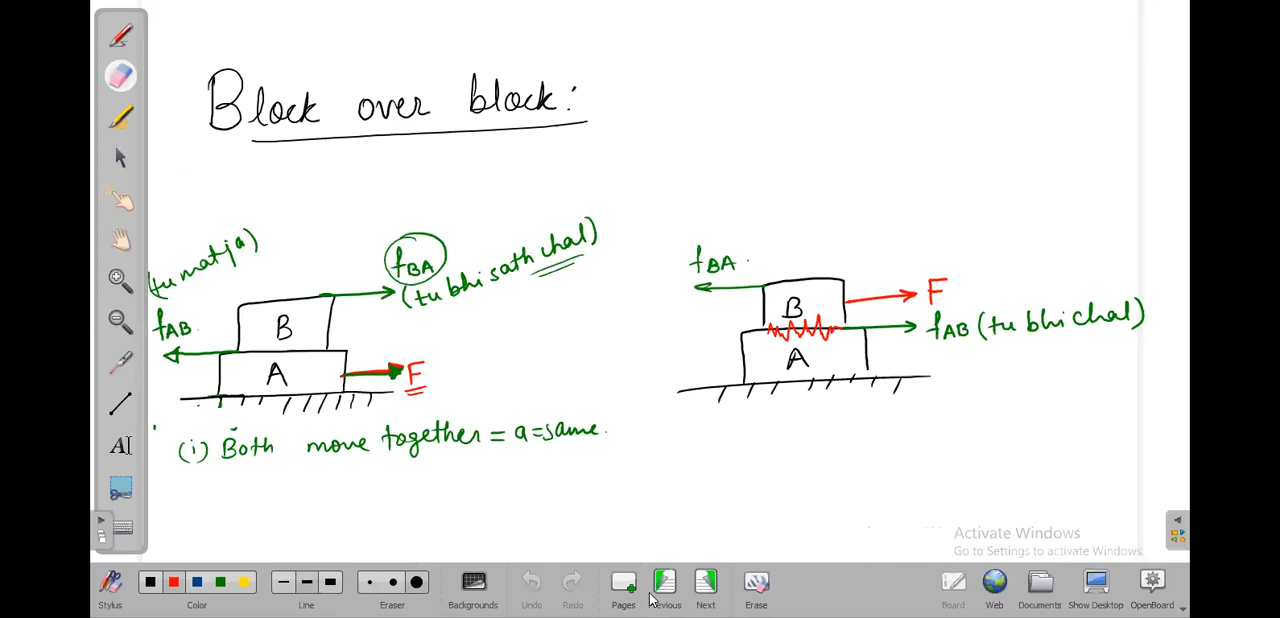 Block over block:
(tu mat ja)
fBA
(tu bhi sath chal)
fAB
B
A
F
(i) Both move together = a = same.
fBA
B
F
fAB (tu bhi chal)
A
AI
Activate Windows
Go to Settings to activate Windows.
Stylus
Color
Line
Eraser
Backgrounds
Undo
Redo
Pages
Previous
Next
Erase
Board
Web
Documents
Show Desktop
OpenBoard